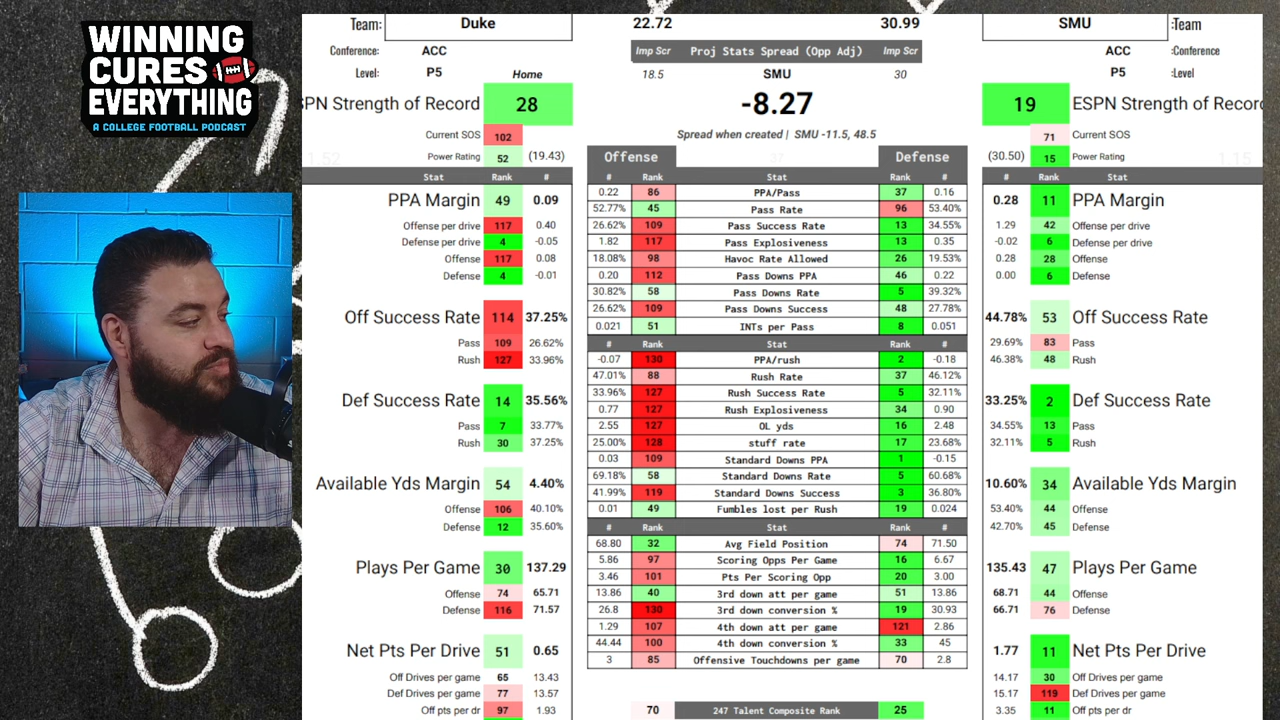 WINNING
CURES
EVERYTHING
A COLLEGE FOOTBALL PODCAST
Team: Duke 22.72 30.99 SMU :Team
Conference: ACC Imp Scr Proj Stats Spread (Opp Adj) Imp Scr ACC :Conference
Level: P5 Home 18.5 SMU 30 P5 :Level
SPN Strength of Record 28 -8.27 19 ESPN Strength of Record
Current SOS 102 Spread when created | SMU -11.5, 48.5 71 Current SOS
Power Rating 52 (19.43) Offense 37 Defense (30.50) 15 Power Rating
1.52 1.15
Stat Rank # # Rank Stat Rank # # Rank Stat
PPA Margin 49 0.09 0.22 86 PPA/Pass 37 0.16 0.28 11 PPA Margin
52.77% 45 Pass Rate 96 53.40%
Offense per drive 117 0.40 26.62% 109 Pass Success Rate 13 34.55% 1.29 42 Offense per drive
Defense per drive 4 -0.05 1.82 117 Pass Explosiveness 13 0.35 -0.02 6 Defense per drive
Offense 117 0.08 18.08% 98 Havoc Rate Allowed 26 19.53% 0.28 28 Offense
Defense 4 -0.01 0.20 112 Pass Downs PPA 46 0.22 0.00 6 Defense
30.82% 58 Pass Downs Rate 5 39.32%
Off Success Rate 114 37.25% 26.62% 109 Pass Downs Success 48 27.78% 44.78% 53 Off Success Rate
0.021 51 INTs per Pass 8 0.051
Pass 109 26.62% # Rank Stat Rank # 29.69% 83 Pass
Rush 127 33.96% -0.07 130 PPA/rush 2 -0.18 46.38% 48 Rush
47.01% 88 Rush Rate 37 46.12%
Def Success Rate 14 35.56% 33.96% 127 Rush Success Rate 5 32.11% 33.25% 2 Def Success Rate
0.77 127 Rush Explosiveness 34 0.90
Pass 7 33.77% 2.55 127 OL yds 16 2.48 34.55% 13 Pass
Rush 30 37.25% 25.00% 128 stuff rate 17 23.68% 32.11% 5 Rush
0.03 109 Standard Downs PPA 1 -0.15
Available Yds Margin 54 4.40% 69.18% 58 Standard Downs Rate 5 60.68% 10.60% 34 Available Yds Margin
41.99% 119 Standard Downs Success 3 36.80%
Offense 106 40.10% 0.01 49 Fumbles lost per Rush 19 0.024 53.40% 44 Offense
Defense 12 35.60% # Rank Stat Rank # 42.70% 45 Defense
68.80 32 Avg Field Position 74 71.50
Plays Per Game 30 137.29 5.86 97 Scoring Opps Per Game 16 6.67 135.43 47 Plays Per Game
3.46 101 Pts Per Scoring Opp 20 3.00
Offense 74 65.71 13.86 40 3rd down att per game 51 13.86 68.71 44 Offense
Defense 116 71.57 26.8 130 3rd down conversion % 19 30.93 66.71 76 Defense
1.29 107 4th down att per game 121 2.86
Net Pts Per Drive 51 0.65 44.44 100 4th down conversion % 33 45 1.77 11 Net Pts Per Drive
3 85 Offensive Touchdowns per game 70 2.8
Off Drives per game 65 13.43 14.17 30 Off Drives per game
Def Drives per game 77 13.57 15.17 119 Def Drives per game
Off pts per dr 97 1.93 70 247 Talent Composite Rank 25 3.35 11 Off pts per dr